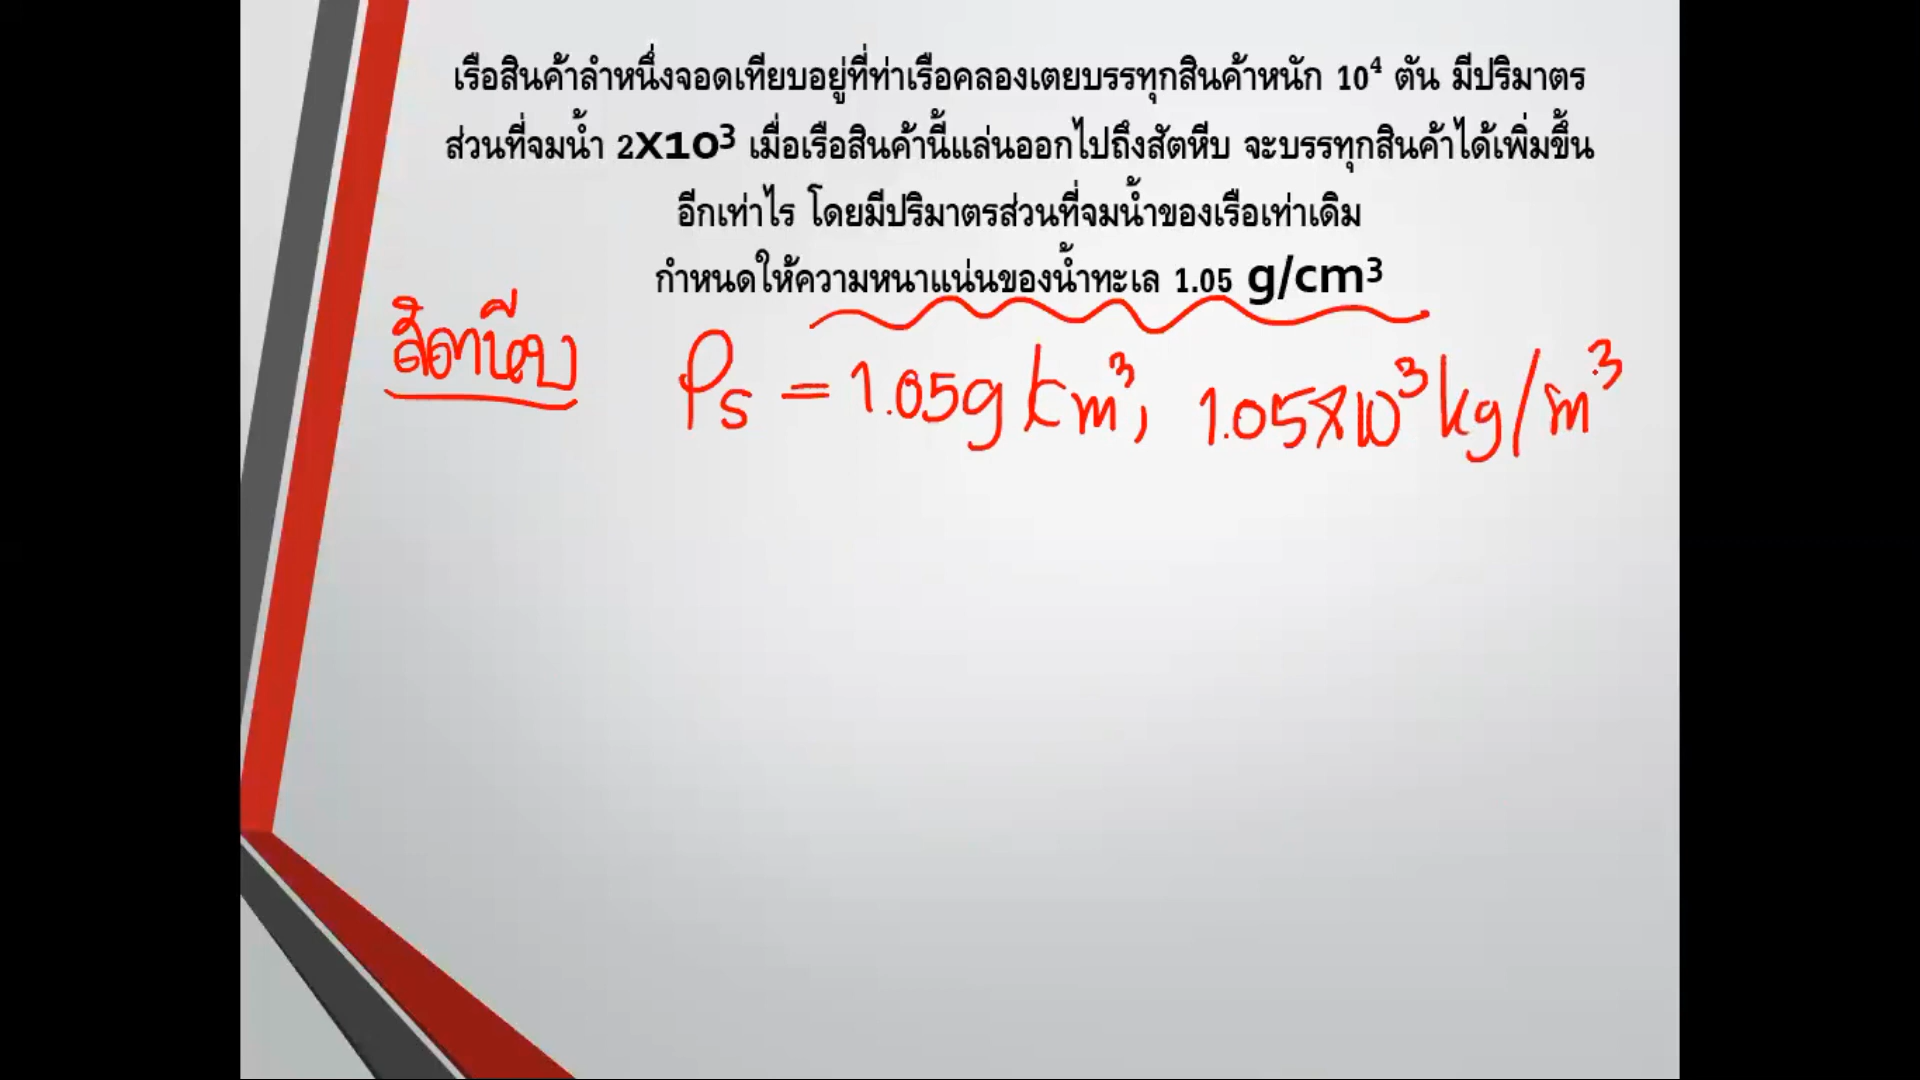 เรือสินค้าลำหนึ่งจอดเทียบอยู่ที่ท่าเรือคลองเตยบรรทุกสินค้าหนัก 10⁴ ตัน มีปริมาตร
ส่วนที่จมน้ำ 2X10³ เมื่อเรือสินค้านี้แล่นออกไปถึงสัตหีบ จะบรรทุกสินค้าได้เพิ่มขึ้น
อีกเท่าไร โดยมีปริมาตรส่วนที่จมน้ำของเรือเท่าเดิม
กำหนดให้ความหนาแน่นของน้ำทะเล 1.05 g/cm³
สัตหีบ ρs = 1.05g/cm³, 1.05×10³kg/m³